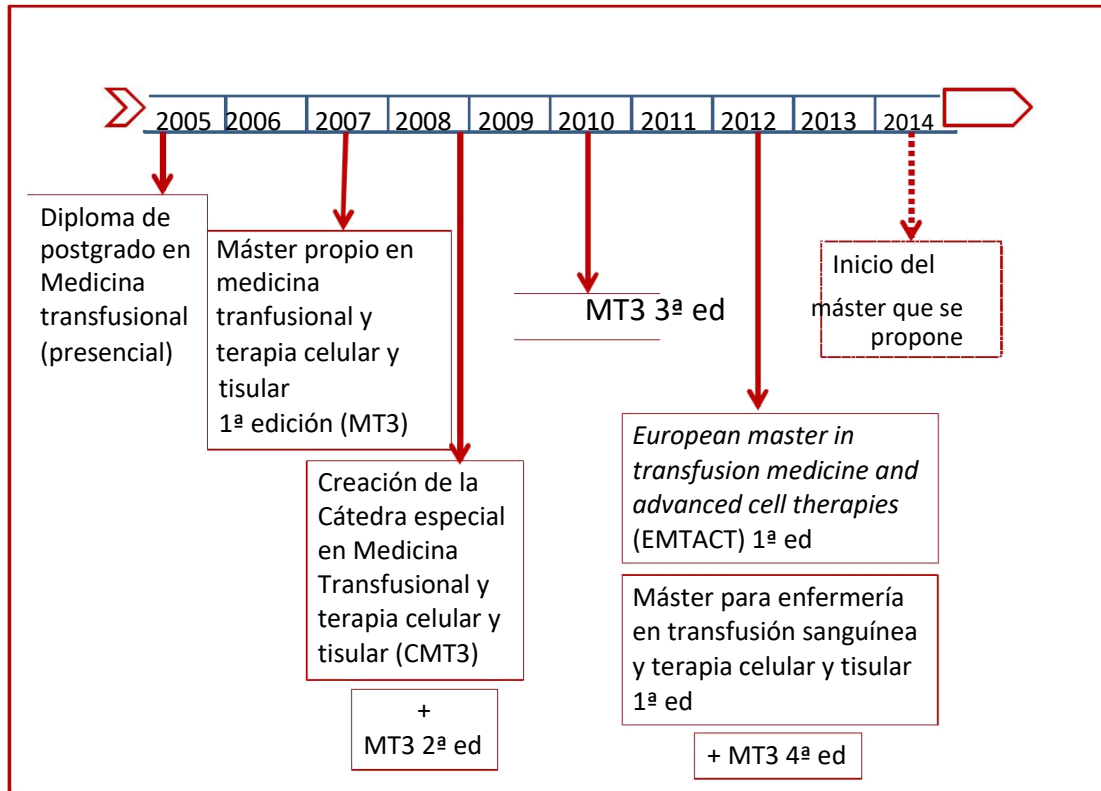 2005 2006 2007 2008 2009 2010 2011 2012 2013 2014
Diploma de
postgrado en
Medicina
transfusional
(presencial)
Máster propio en
medicina
tranfusional y
terapia celular y
tisular
1ª edición (MT3)
Creación de la
Cátedra especial
en Medicina
Transfusional y
terapia celular y
tisular (CMT3)
+
MT3 2ª ed
MT3 3ª ed
European master in
transfusion medicine and
advanced cell therapies
(EMTACT) 1ª ed
Máster para enfermería
en transfusión sanguínea
y terapia celular y tisular
1ª ed
+ MT3 4ª ed
Inicio del
máster que se
propone